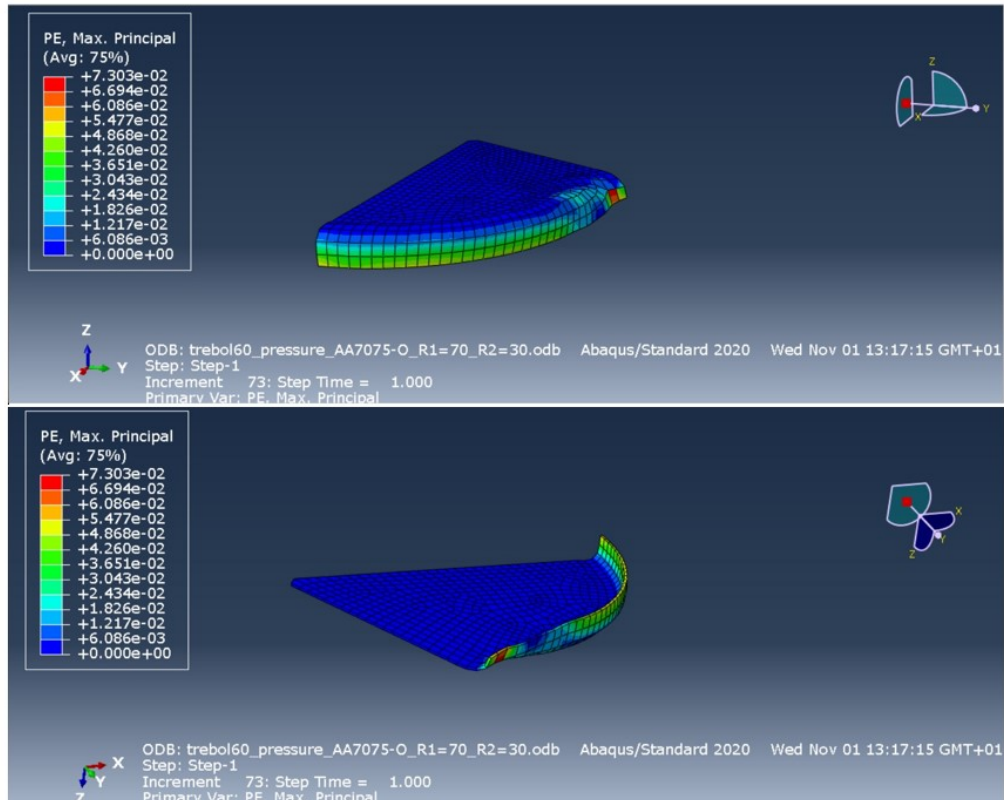 PE, Max. Principal
(Avg: 75%)
+7.303e-02
+6.694e-02
+6.086e-02
+5.477e-02
+4.868e-02
+4.260e-02
+3.651e-02
+3.043e-02
+2.434e-02
+1.826e-02
+1.217e-02
+6.086e-03
+0.000e+00
Z
Y
X
Z
Y
X
ODB: trebol60_pressure_AA7075-O_R1=70_R2=30.odb Abaqus/Standard 2020 Wed Nov 01 13:17:15 GMT+01
Step: Step-1
Increment 73: Step Time = 1.000
Primary Var: PE, Max. Principal
PE, Max. Principal
(Avg: 75%)
+7.303e-02
+6.694e-02
+6.086e-02
+5.477e-02
+4.868e-02
+4.260e-02
+3.651e-02
+3.043e-02
+2.434e-02
+1.826e-02
+1.217e-02
+6.086e-03
+0.000e+00
X
Y
Z
X
Y
Z
ODB: trebol60_pressure_AA7075-O_R1=70_R2=30.odb Abaqus/Standard 2020 Wed Nov 01 13:17:15 GMT+01
Step: Step-1
Increment 73: Step Time = 1.000
Primary Var: PE, Max. Principal